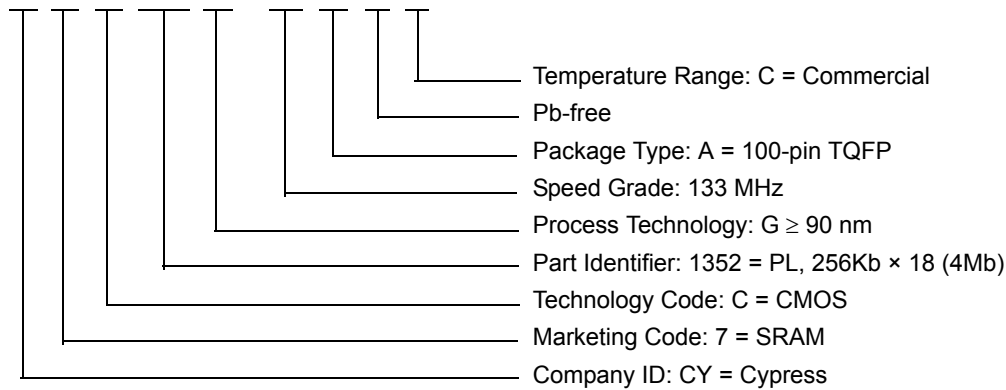 Temperature Range: C = Commercial
Pb-free
Package Type: A = 100-pin TQFP
Speed Grade: 133 MHz
Process Technology: G ≥ 90 nm
Part Identifier: 1352 = PL, 256Kb × 18 (4Mb)
Technology Code: C = CMOS
Marketing Code: 7 = SRAM
Company ID: CY = Cypress